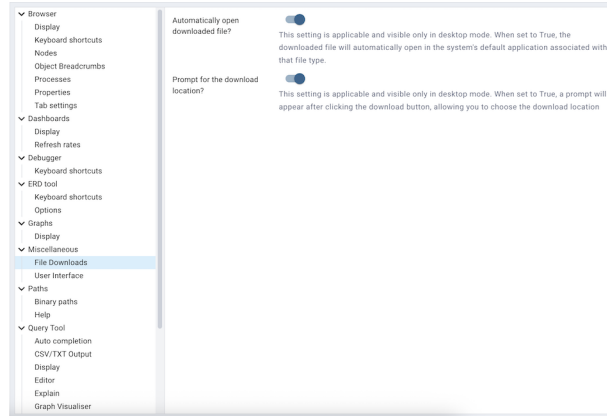 Browser
Display
Keyboard shortcuts
Nodes
Object Breadcrumbs
Processes
Properties
Tab settings
Dashboards
Display
Refresh rates
Debugger
Keyboard shortcuts
ERD tool
Keyboard shortcuts
Options
Graphs
Display
Miscellaneous
File Downloads
User Interface
Paths
Binary paths
Help
Query Tool
Auto completion
CSV/TXT Output
Display
Editor
Explain
Graph Visualiser
Automatically open
downloaded file?
This setting is applicable and visible only in desktop mode. When set to True, the
downloaded file will automatically open in the system's default application associated with
that file type.
Prompt for the download
location?
This setting is applicable and visible only in desktop mode. When set to True, a prompt will
appear after clicking the download button, allowing you to choose the download location